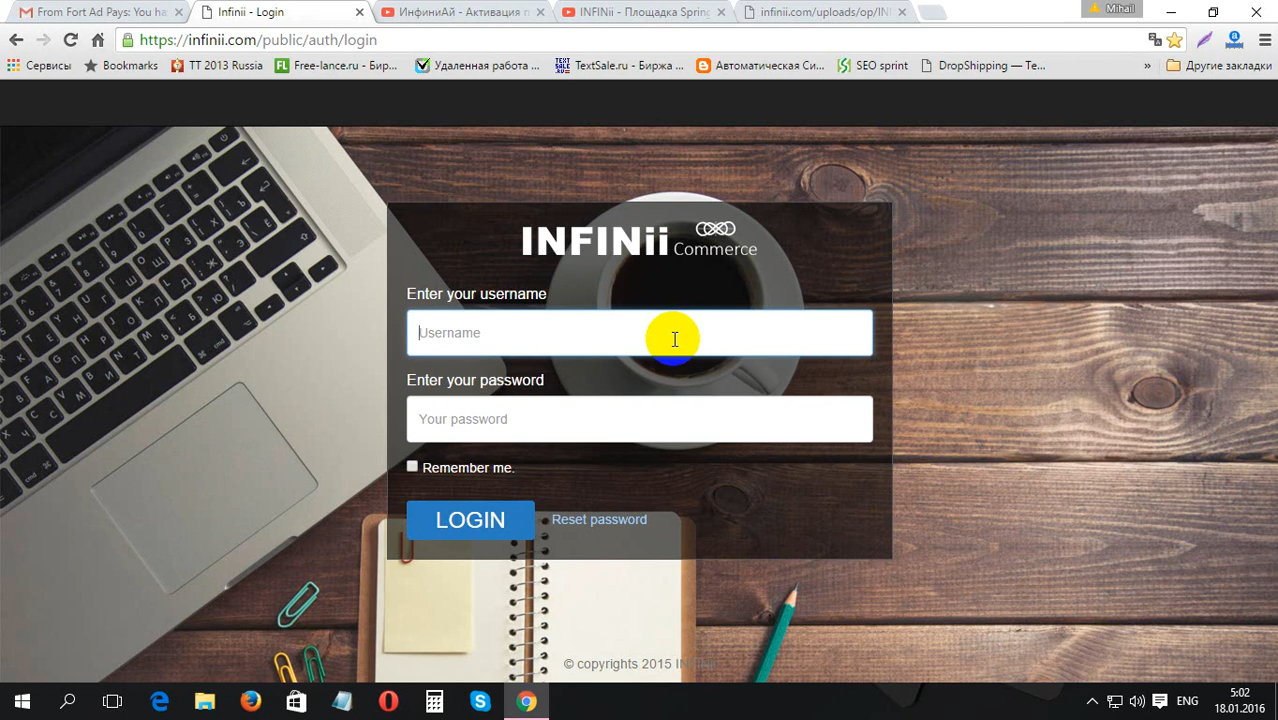 From Fort Ad Pays: You ha
Infinii - Login
ИнфиниАй - Активация п
INFINii - Площадка Spring
infinii.com/uploads/op/INI
Mihail
https://infinii.com/public/auth/login
Сервисы
Bookmarks
TT 2013 Russia
Free-lance.ru - Бир...
Удаленная работа ...
TextSale.ru - Биржа ...
Автоматическая Си...
SEO sprint
DropShipping — Те...
»
Другие закладки
INFINii Commerce
Enter your username
Username
Enter your password
Your password
Remember me.
LOGIN
Reset password
© copyrights 2015 INFINii
ENG
5:02
18.01.2016